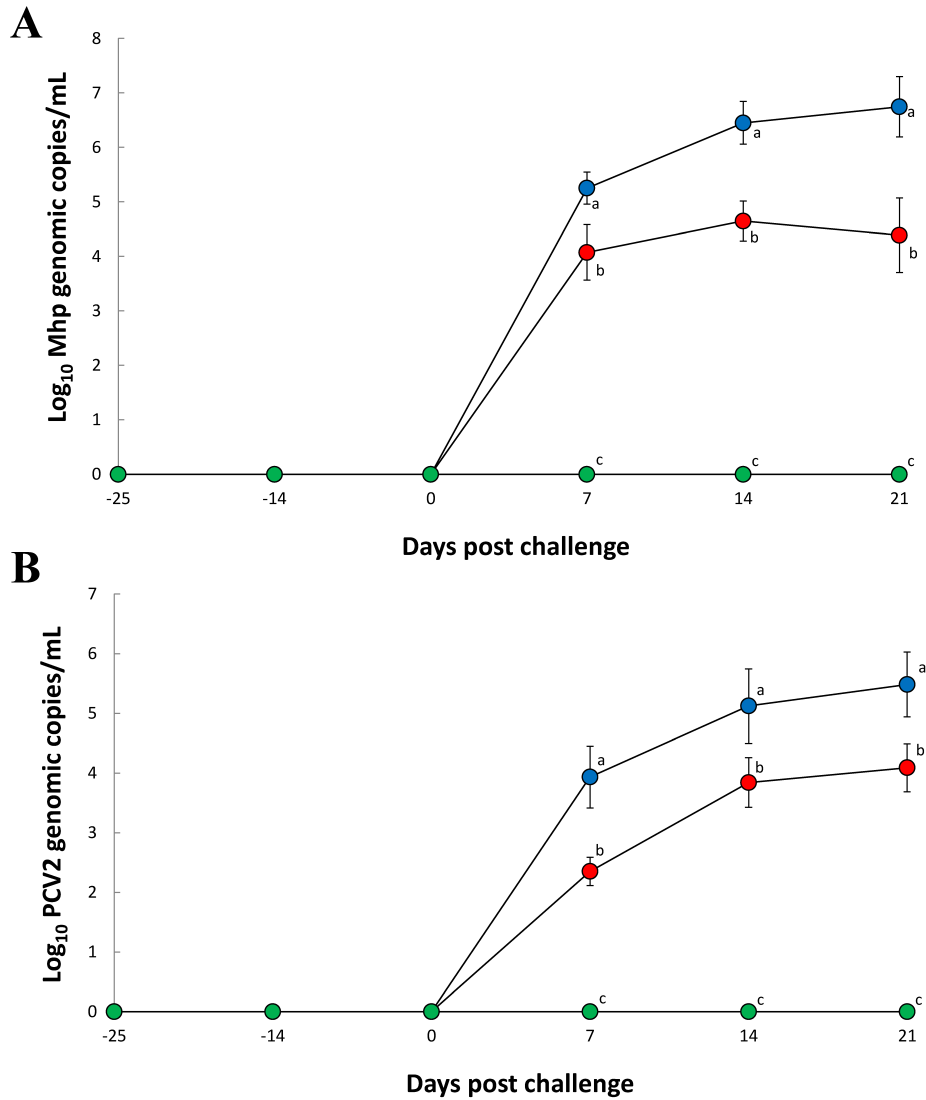 A
8
7
6
5
4
3
2
1
0
Log10 Mhp genomic copies/mL
a
a
a
b
b
b
c
c
c
-25 -14 0 7 14 21
Days post challenge
B
7
6
5
4
3
2
1
0
Log10 PCV2 genomic copies/mL
a
a
a
b
b
b
c
c
c
-25 -14 0 7 14 21
Days post challenge